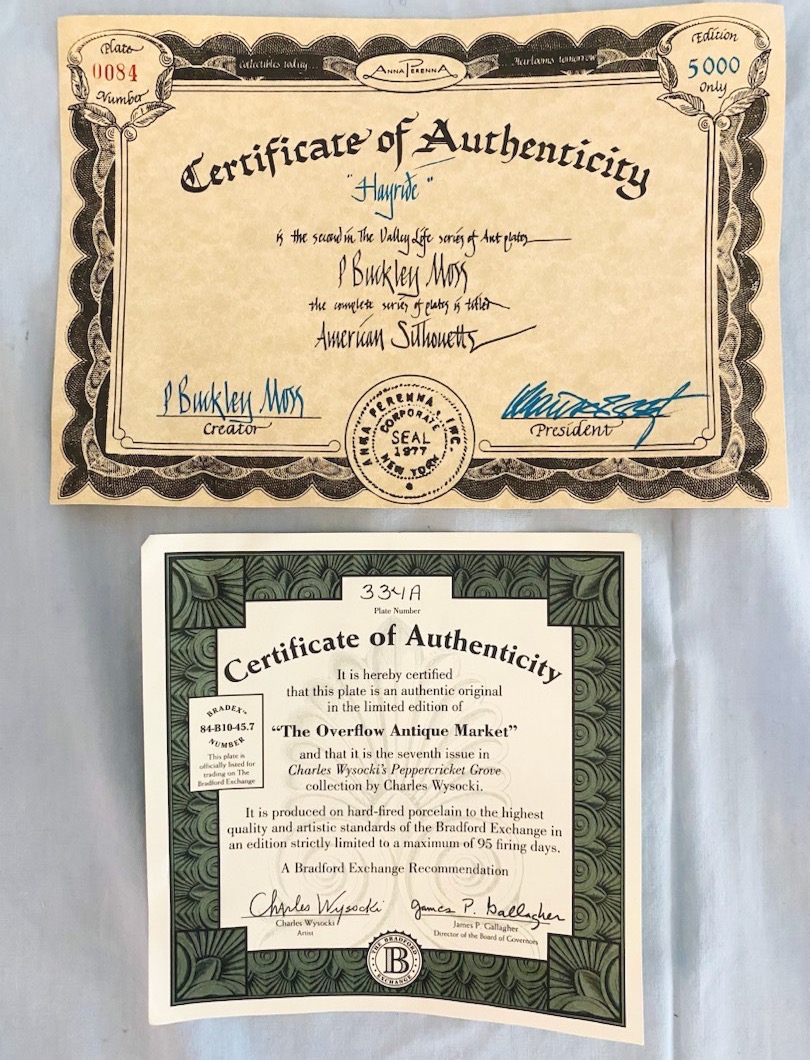 Plate
0084
Number
Collectibles today...
ANNA PERENNA
...Heirlooms tomorrow
Edition
5000
Only
Certificate of Authenticity
"Hayride"
is the second in The Valley Life series of Art plates
P Buckley Moss
the complete series of plates is titled
American Silhouettes
P Buckley Moss
Creator
ANNA PERENNA, INC.
CORPORATE
SEAL
1977
NEW YORK
President
334A
Plate Number
Certificate of Authenticity
It is hereby certified
that this plate is an authentic original
in the limited edition of
"The Overflow Antique Market"
and that it is the seventh issue in
Charles Wysocki's Peppercricket Grove
collection by Charles Wysocki.
BRADEX™
84-B10-45.7
NUMBER
This plate is
officially listed for
trading on The
Bradford Exchange
It is produced on hard-fired porcelain to the highest
quality and artistic standards of the Bradford Exchange in
an edition strictly limited to a maximum of 95 firing days.
A Bradford Exchange Recommendation
Charles Wysocki
Charles Wysocki
Artist
James P. Gallagher
James P. Gallagher
Director of the Board of Governors
THE BRADFORD
B
EXCHANGE